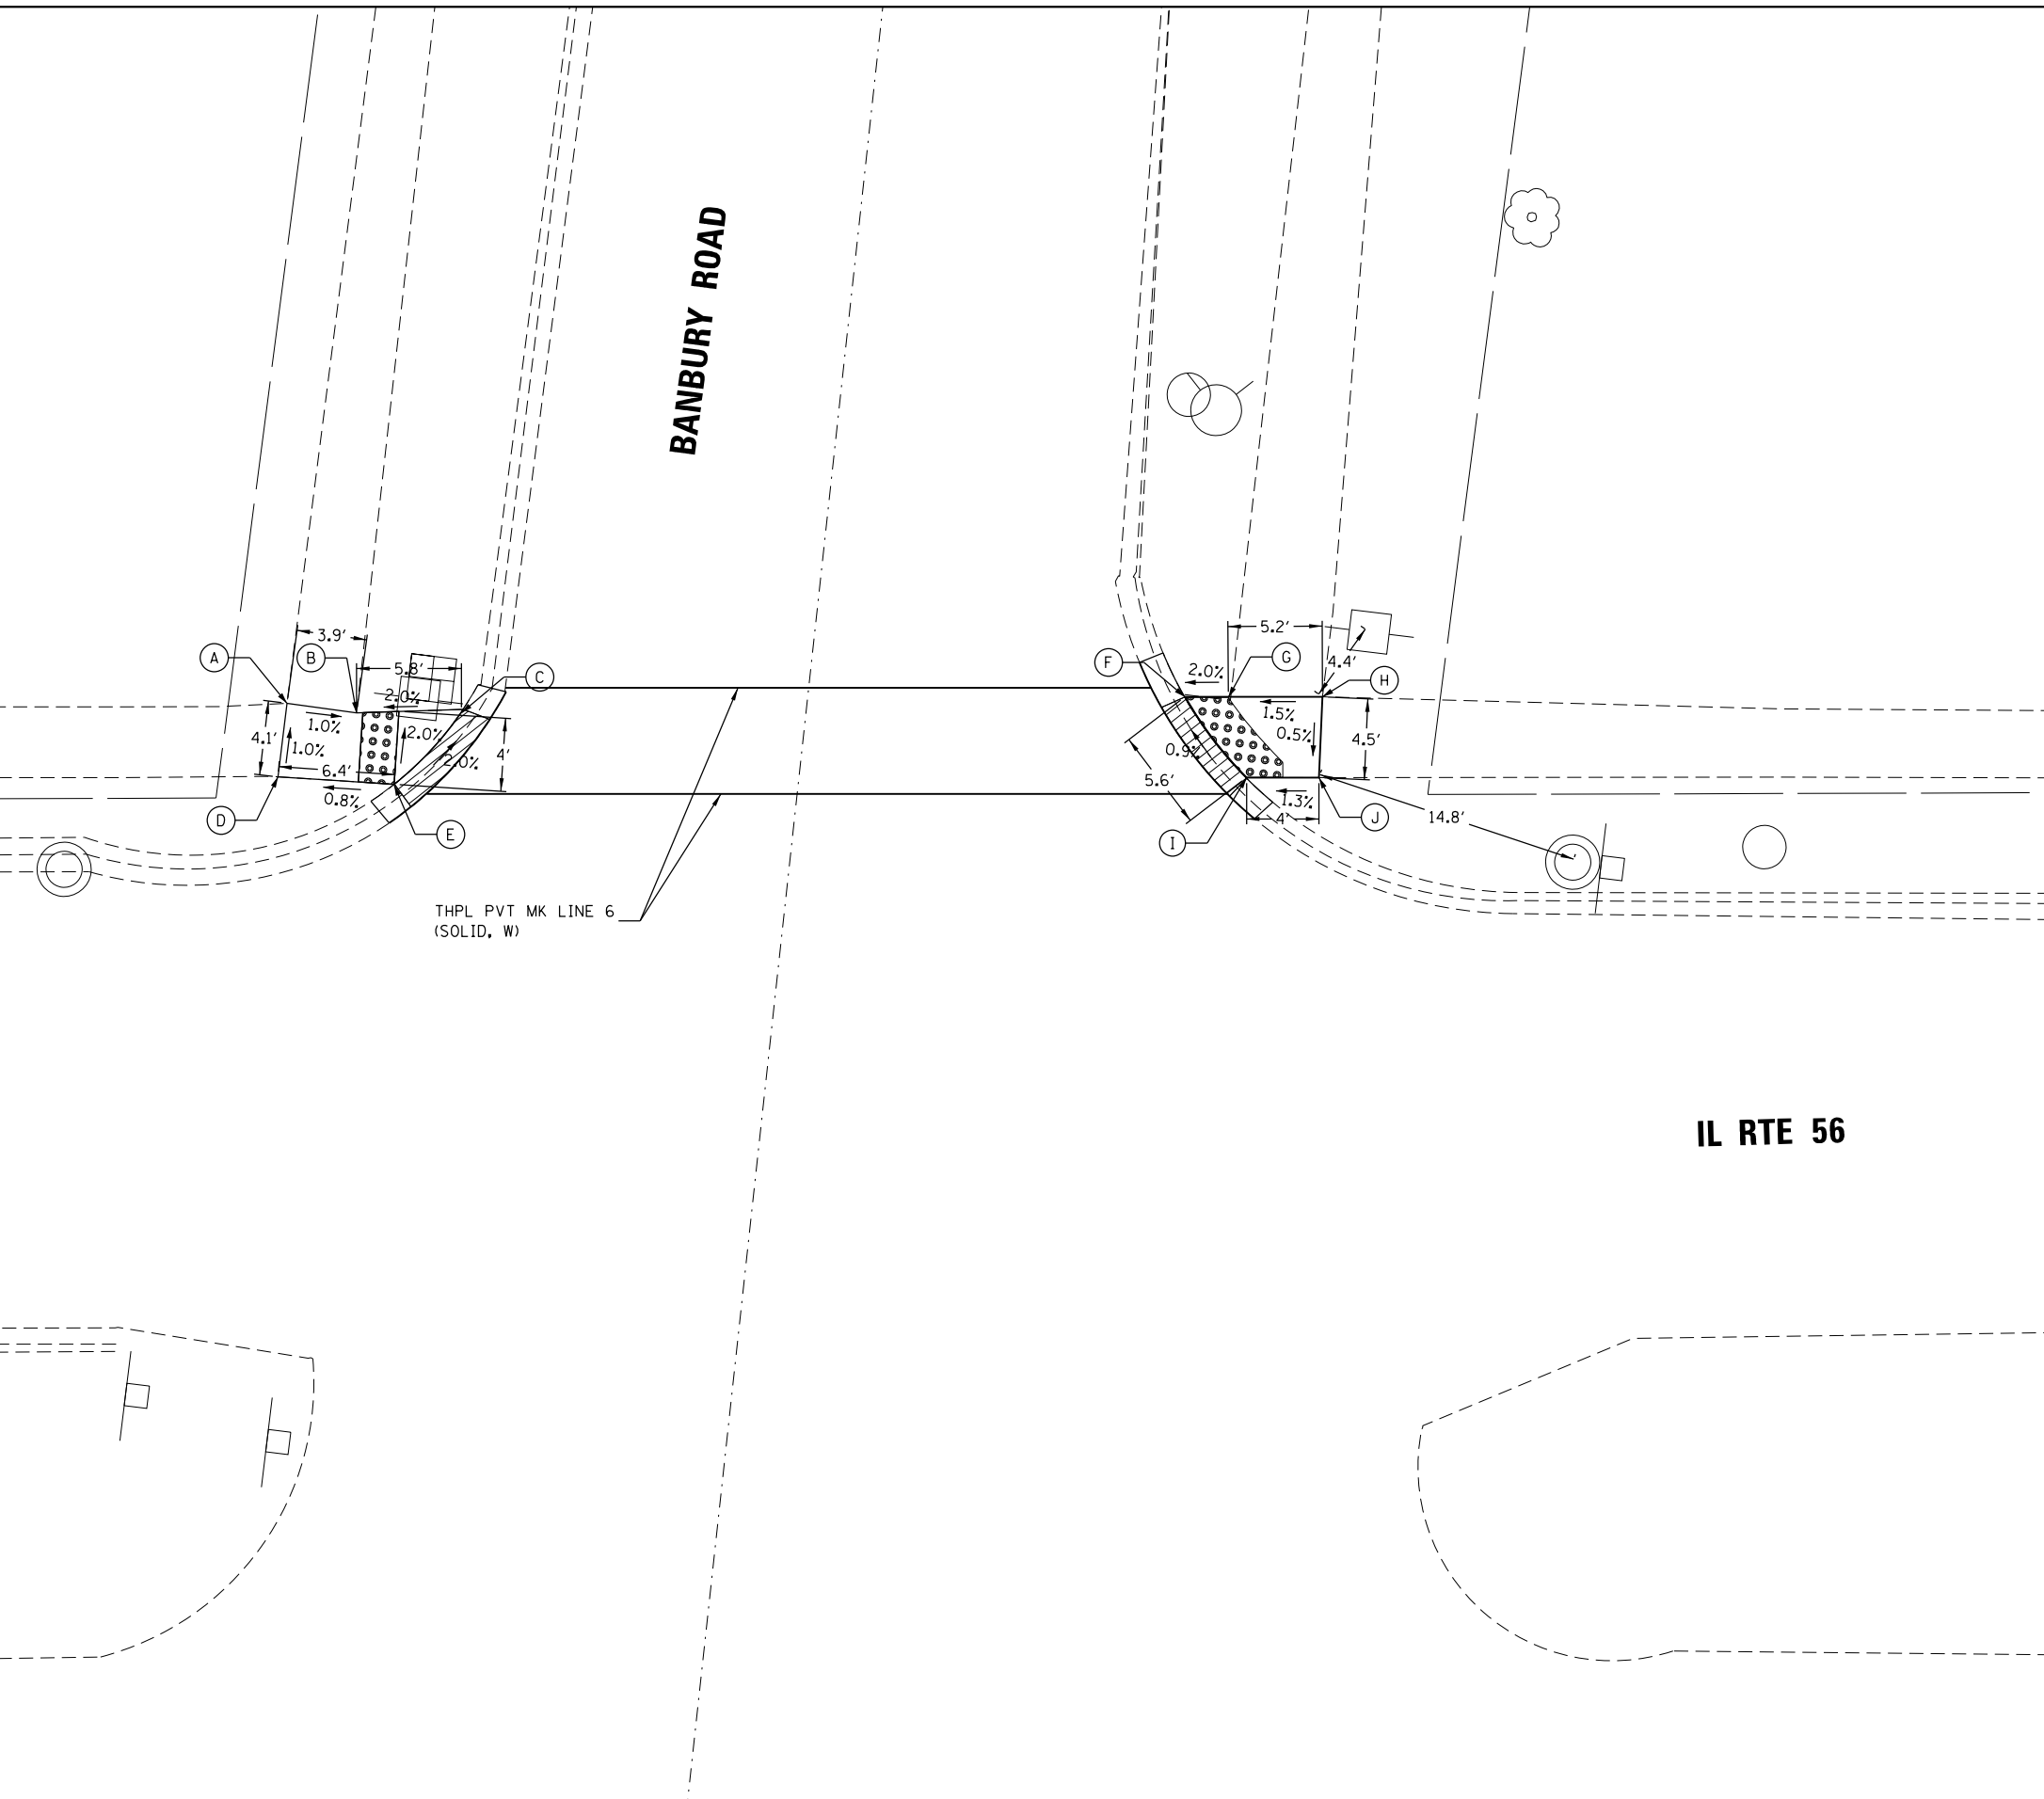 BANBURY ROAD
3.9'
A
B
5.8'
C
2.0%
1.0%
4.1'
1.0%
2.0%
4'
2.0%
6.4'
0.8%
D
E
5.2'
F
G
4.4'
2.0%
H
1.5%
0.5%
4.5'
0.9%
5.6'
1.3%
4'
J
14.8'
I
THPL PVT MK LINE 6
(SOLID, W)
IL RTE 56